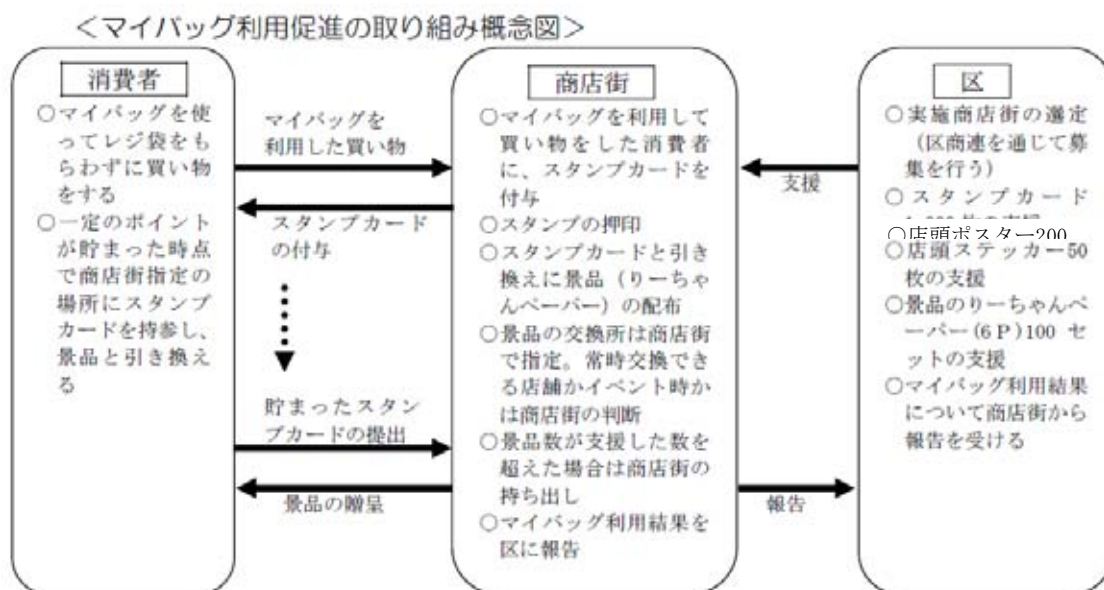 ＜マイバッグ利用促進の取り組み概念図＞
消費者
○マイバッグを使
ってレジ袋をも
らわずに買い物
をする
○一定のポイント
が貯まった時点
で商店街指定の
場所にスタンプ
カードを持参し、
景品と引き換え
る
マイバッグを
利用した買い物
スタンプカード
の付与
貯まったスタン
プカードの提出
景品の贈呈
商店街
○マイバッグを利用して
買い物をした消費者
に、スタンプカードを
付与
○スタンプの押印
○スタンプカードと引き
換えに景品（りーちゃ
んペーパー）の配布
○景品の交換所は商店街
で指定。常時交換でき
る店舗かイベント時か
は商店街の判断
○景品数が支援した数を
超えた場合は商店街の
持ち出し
○マイバッグ利用結果を
区に報告
支援
報告
区
○実施商店街の選定
（区商連を通じて募
集を行う）
○スタンプカード
○店頭ポスター200
○店頭ステッカー50
枚の支援
○景品のりーちゃんペ
ーパー(6P)100 セ
ットの支援
○マイバッグ利用結果
について商店街から
報告を受ける